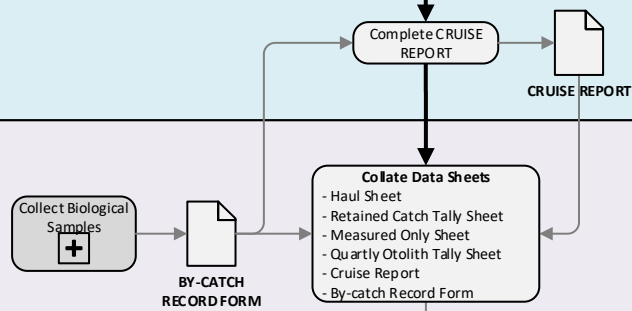 Complete CRUISE
REPORT
CRUISE REPORT
Collate Data Sheets
- Haul Sheet
- Retained Catch Tally Sheet
- Measured Only Sheet
- Quartly Otolith Tally Sheet
- Cruise Report
- By-catch Record Form
Collect Biological
Samples
BY-CATCH
RECORD FORM